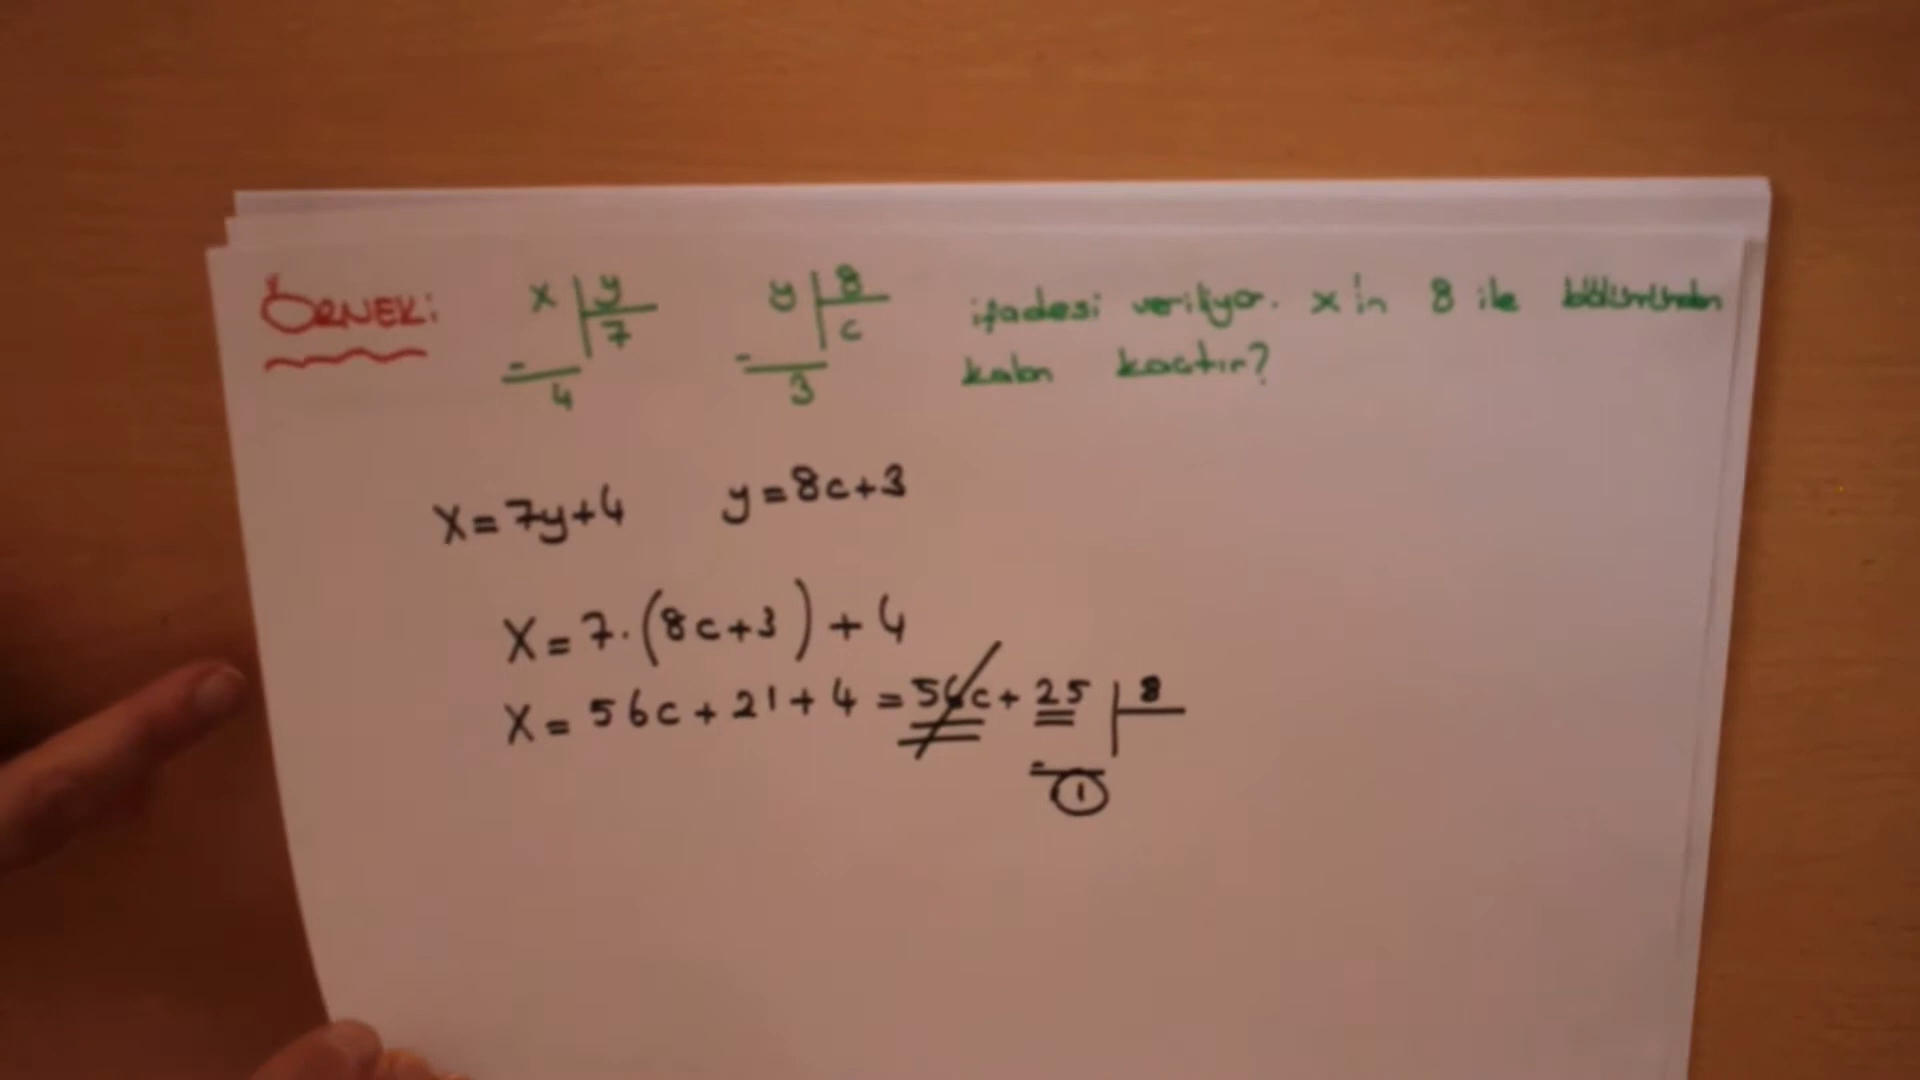 ÖRNEK: x | y 7 - 4 y | 8 c - 3 ifadesi veriliyor. x in 8 ile bölümünden
kalan kaçtır?
x = 7y + 4 y = 8c + 3
x = 7 . (8c + 3) + 4
x = 56c + 21 + 4 = 56c + 25 | 8
- 1